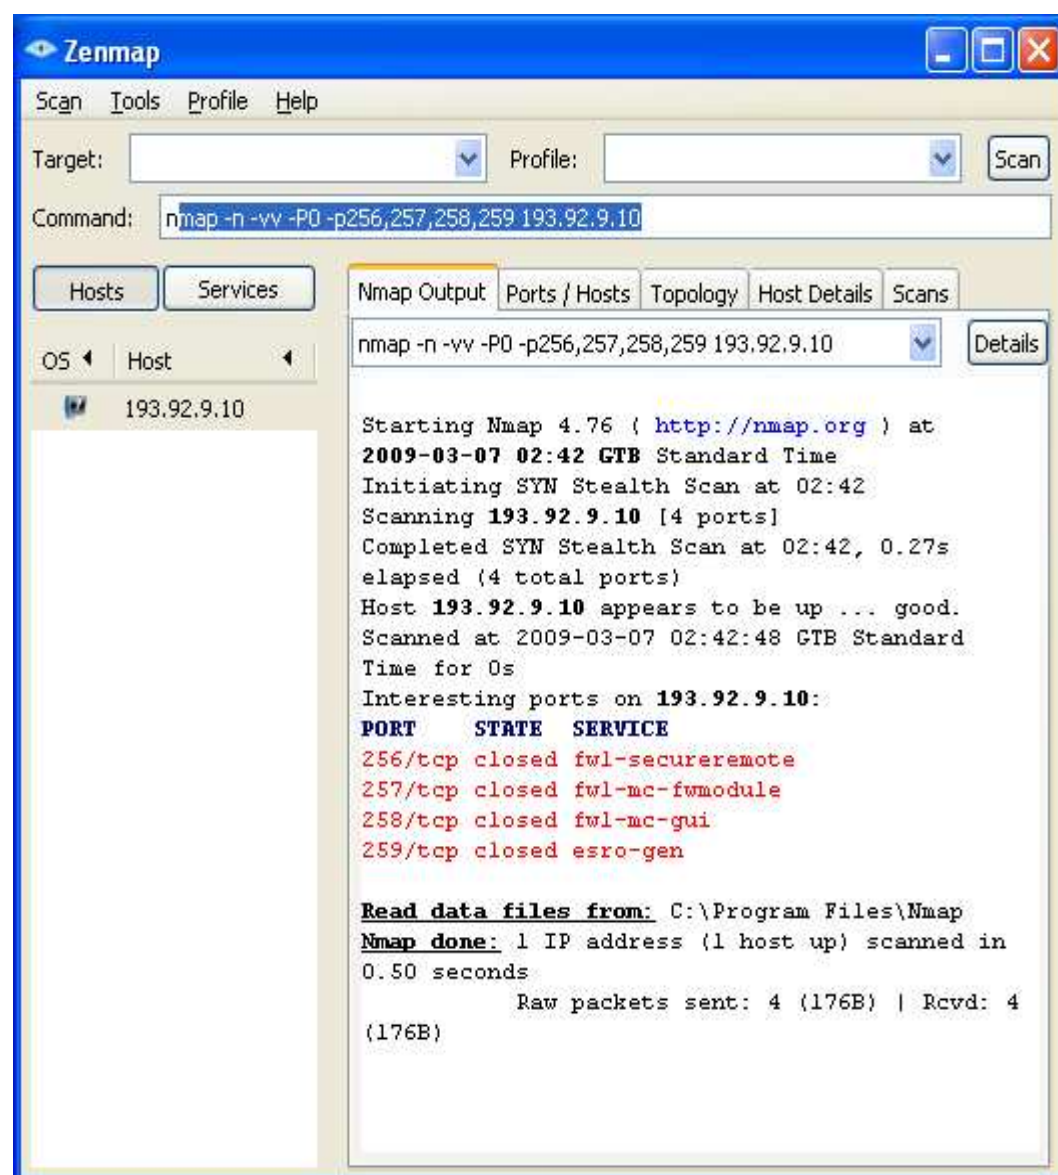 Zenmap
Scan Tools Profile Help
Target: Profile: Scan
Command: nmap -n -vv -P0 -p256,257,258,259 193.92.9.10
Hosts Services
Nmap Output Ports / Hosts Topology Host Details Scans
nmap -n -vv -P0 -p256,257,258,259 193.92.9.10 Details
OS Host
193.92.9.10
Starting Nmap 4.76 ( http://nmap.org ) at
2009-03-07 02:42 GTB Standard Time
Initiating SYN Stealth Scan at 02:42
Scanning 193.92.9.10 [4 ports]
Completed SYN Stealth Scan at 02:42, 0.27s
elapsed (4 total ports)
Host 193.92.9.10 appears to be up ... good.
Scanned at 2009-03-07 02:42:48 GTB Standard
Time for 0s
Interesting ports on 193.92.9.10:
PORT STATE SERVICE
256/tcp closed fw1-secureremote
257/tcp closed fw1-mc-fwmodule
258/tcp closed fw1-mc-gui
259/tcp closed esro-gen
Read data files from: C:\Program Files\Nmap
Nmap done: 1 IP address (1 host up) scanned in
0.50 seconds
Raw packets sent: 4 (176B) | Rcvd: 4
(176B)